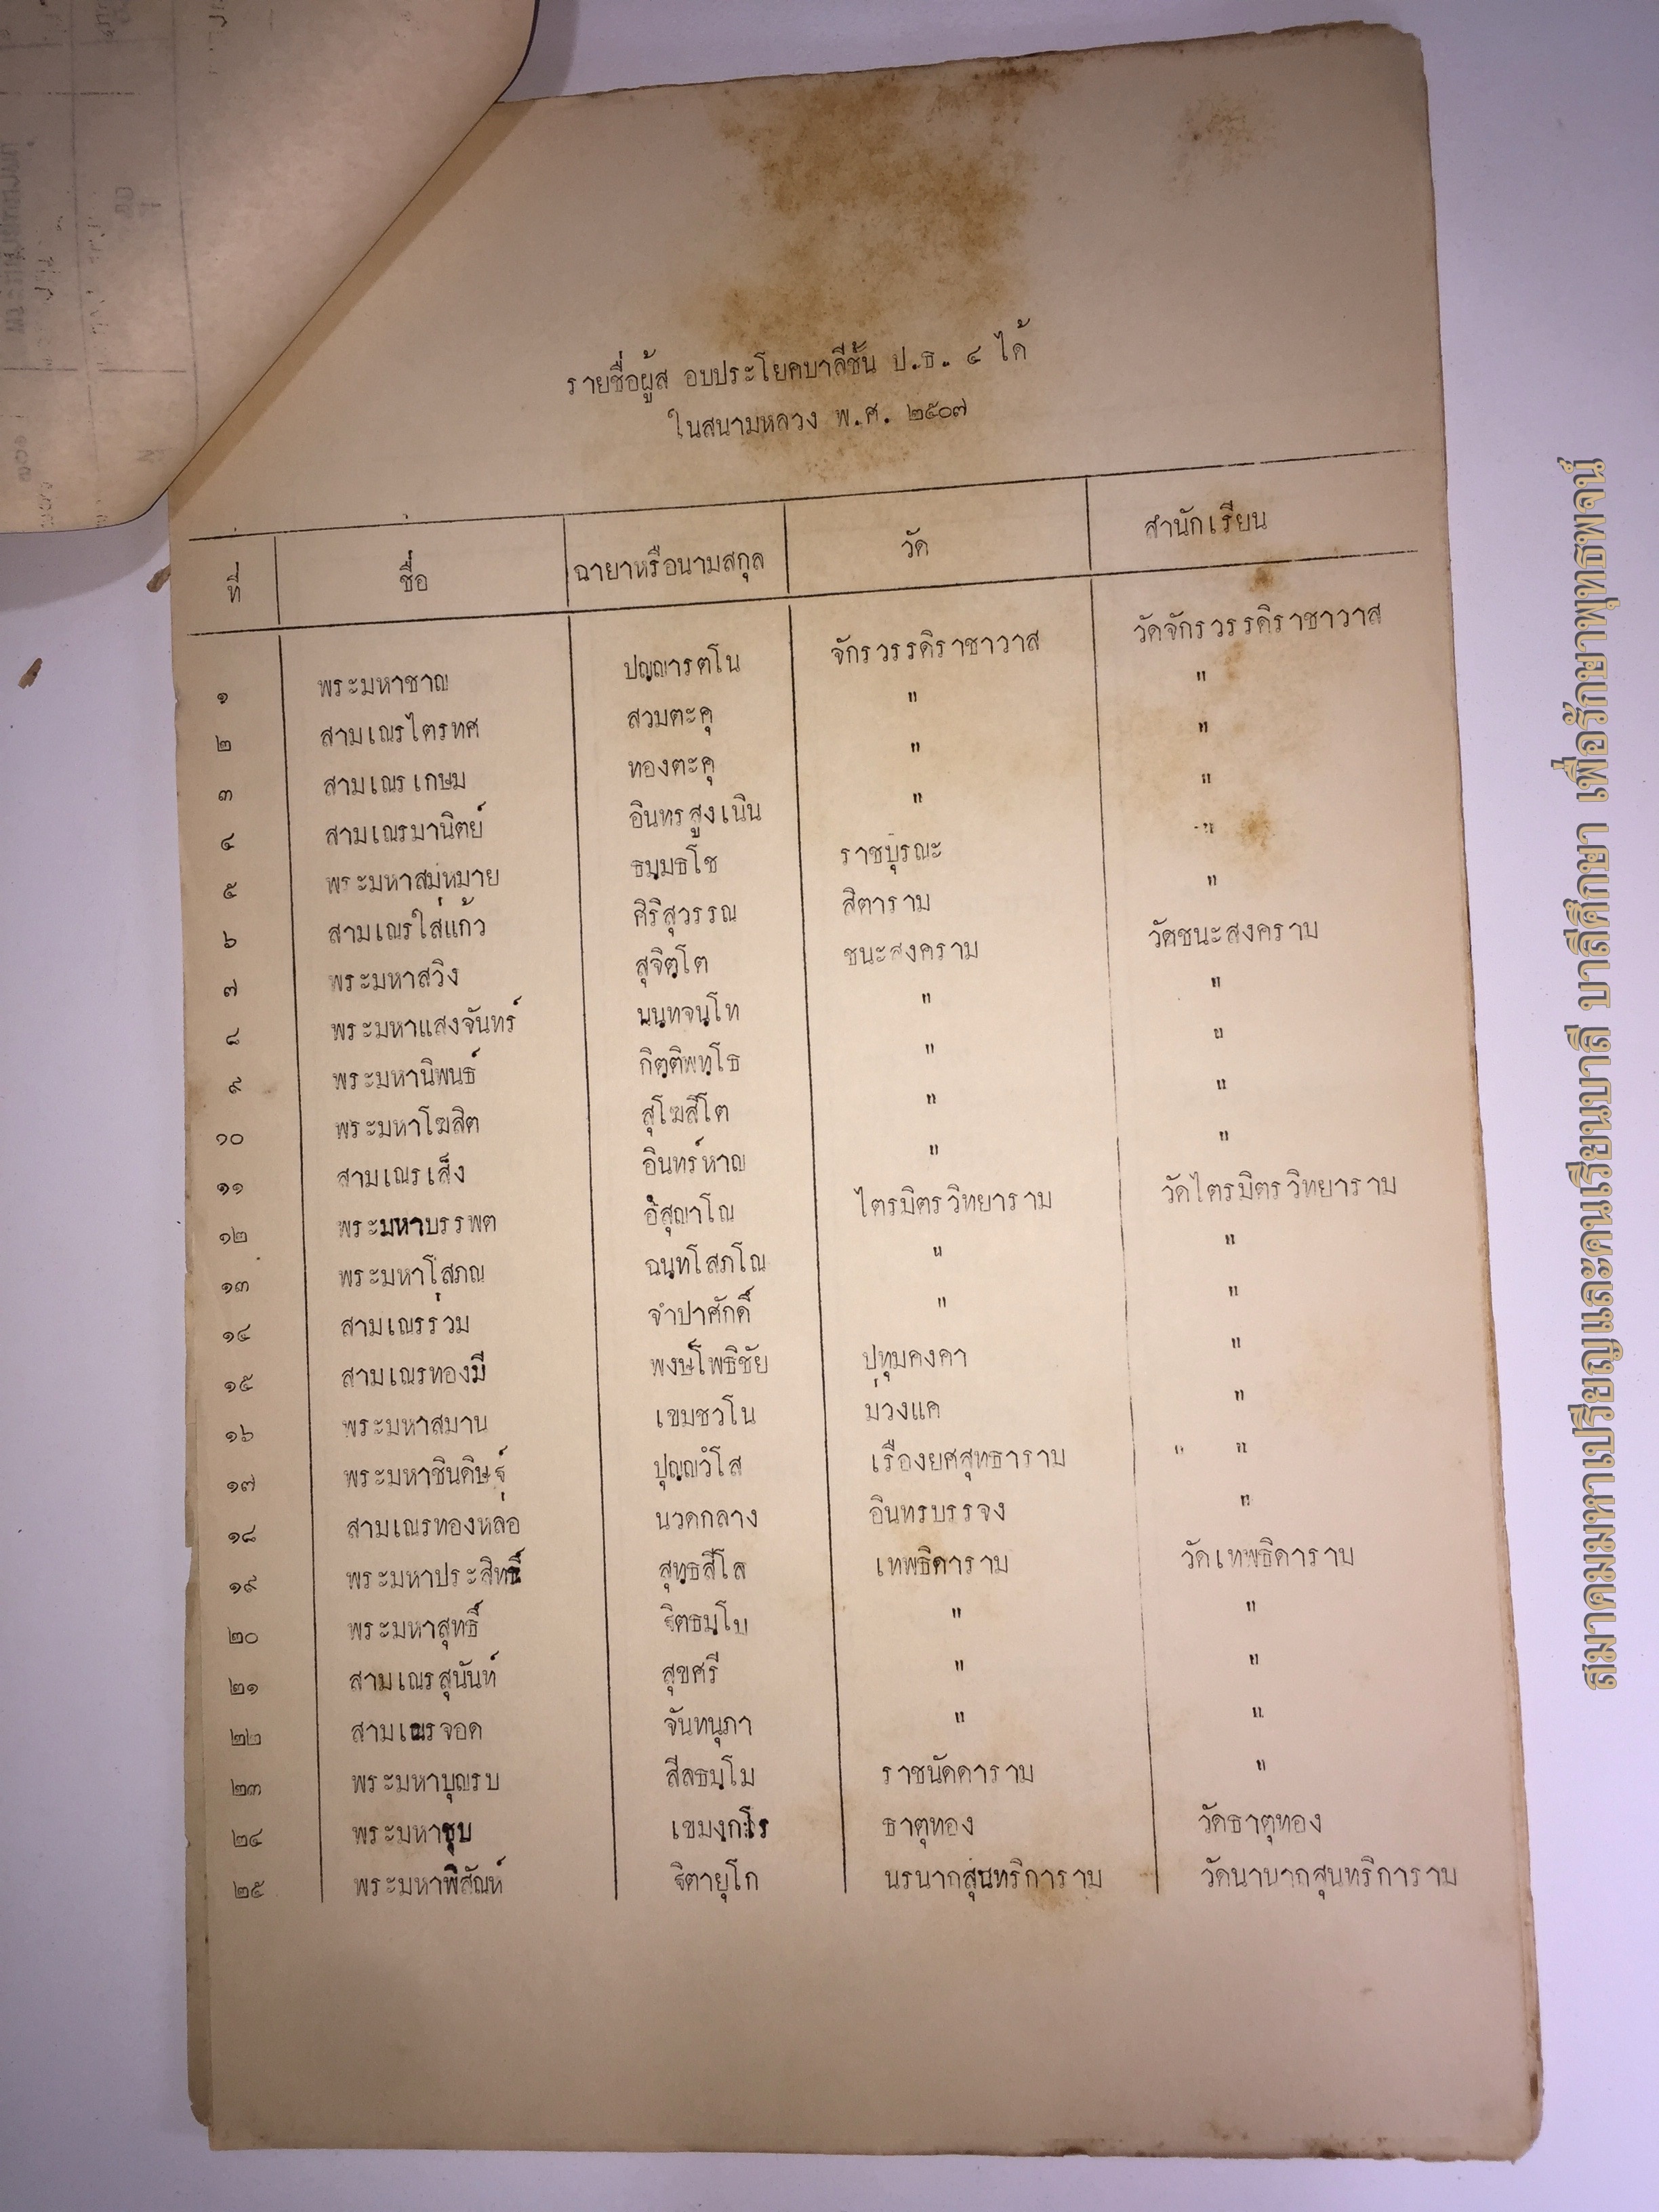 รายชื่อผู้สอบประโยคบาลีชั้น ป.ธ. ๔ ได้
ในสนามหลวง พ.ศ. ๒๕๐๗
ที่ ชื่อ ฉายาหรือนามสกุล วัด สำนักเรียน
๑ พระมหาชาญ ปญฺญารตโน จักรวรรดิราชาวาส วัดจักรวรรดิราชาวาส
๒ สามเณรไตรทศ สวมตะคุ " "
๓ สามเณรเกษม ทองตะคุ " "
๔ สามเณรมานิตย์ อินทรสูงเนิน " "
๕ พระมหาสมุหมาย ธมฺมธโช ราชบุรณะ "
๖ สามเณรใสแก้ว ศิริสุวรรณ สิตาราม "
๗ พระมหาสวิง สุจิตฺโต ชนะสงคราม วัดชนะสงคราม
๘ พระมหาแสงจันทร์ นนฺทจนฺโท " "
๙ พระมหานิพนธ์ กิตฺติพทฺโธ " "
๑๐ พระมหาโฆสิต สุโฆสิโต " "
๑๑ สามเณรเส็ง อินทร์หาญ " "
๑๒ พระมหาบรรพต อํสุญาโณ ไตรมิตรวิทยาราม วัดไตรมิตรวิทยาราม
๑๓ พระมหาโสภณ ฉนฺทโสภโณ " "
๑๔ สามเณรร่วม จำปาศักดิ์ " "
๑๕ สามเณรทองมี พงษ์โพธิชัย ปทุมคงคา "
๑๖ พระมหาสมาน เขมชวโน ม่วงแค "
๑๗ พระมหาชินดิษฐ์ ปุญฺญวํโส เรืองยศสุทธาราม " "
๑๘ สามเณรทองหล่อ นวดกลาง อินทรบรรจง "
๑๙ พระมหาประสิทธิ์ สุทฺธสีโล เทพธิดาราม วัดเทพธิดาราม
๒๐ พระมหาสุทธิ์ ฐิตธมฺโม " "
๒๑ สามเณรสุนันท์ สุขศรี " "
๒๒ สามเณรจอด จันทนุภา " "
๒๓ พระมหาบุญรบ สีลธมฺโม ราชนัดดาราม "
๒๔ พระมหาชุบ เขมงฺกโร ธาตุทอง วัดธาตุทอง
๒๕ พระมหาพิสัณห์ ฐิตายุโก นรนากสุนทริการาม วัดนานากสุนทริการาม
สมาคมมหาเปรียญและคนเรียนบาลี บาลีศึกษา เพื่อรักษาพุทธพจน์